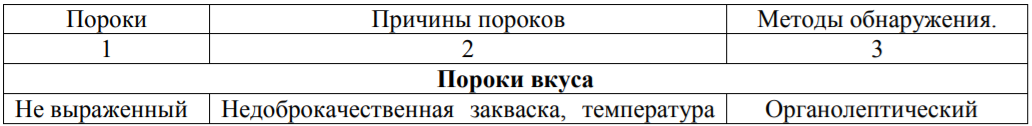 Пороки Причины пороков Методы обнаружения.
1 2 3
Пороки вкуса
Не выраженный Недоброкачественная закваска, температура Органолептический